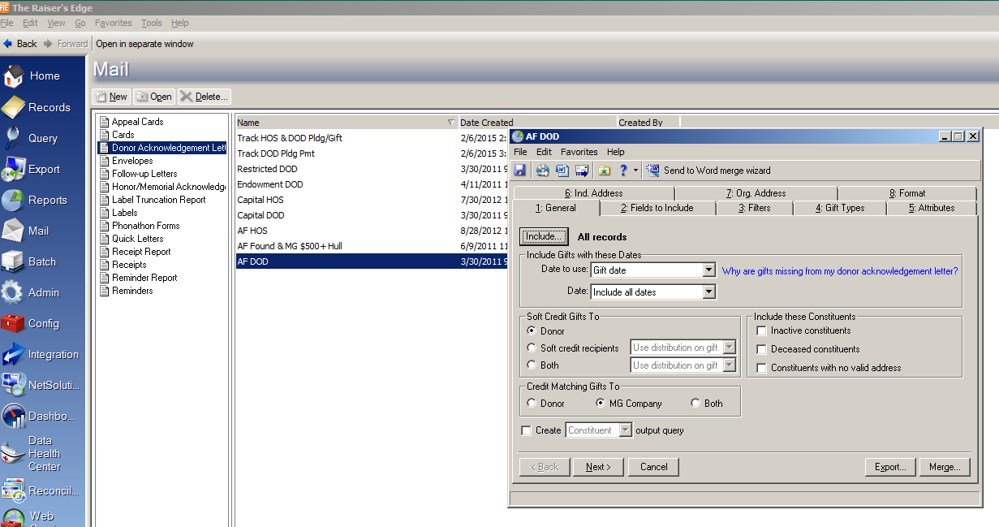 RE The Raiser's Edge
File Edit View Go Favorites Tools Help
Back Forward Open in separate window
Mail
New Open Delete...
Home
Records
Query
Export
Reports
Mail
Batch
Admin
Config
Integration
NetSoluti...
Dashbo...
Data
Health
Center
Reconcil...
Web
Appeal Cards
Cards
Donor Acknowledgement Lett
Envelopes
Follow-up Letters
Honor/Memorial Acknowledge
Label Truncation Report
Labels
Phonathon Forms
Quick Letters
Receipt Report
Receipts
Reminder Report
Reminders
Name Date Created Created By
Track HOS & DOD Pldg/Gift 2/6/2015 2:
Track DOD Pldg Pmt 2/6/2015 3:
Restricted DOD 3/30/2011 9
Endowment DOD 4/11/2011 1
Capital HOS 7/30/2012 1
Capital DOD 3/30/2011 9
AF HOS 8/28/2012 1
AF Found & MG $500+ Hull 6/9/2011 11
AF DOD 3/30/2011 9
AF DOD
File Edit Favorites Help
Send to Word merge wizard
6: Ind. Address 7: Org. Address 8: Format
1: General 2: Fields to Include 3: Filters 4: Gift Types 5: Attributes
Include... All records
Include Gifts with these Dates
Date to use: Gift date Why are gifts missing from my donor acknowledgement letter?
Date: Include all dates
Soft Credit Gifts To
Donor
Soft credit recipients Use distribution on gift
Both Use distribution on gift
Include these Constituents
Inactive constituents
Deceased constituents
Constituents with no valid address
Credit Matching Gifts To
Donor MG Company Both
Create Constituent output query
< Back Next > Cancel Export... Merge...